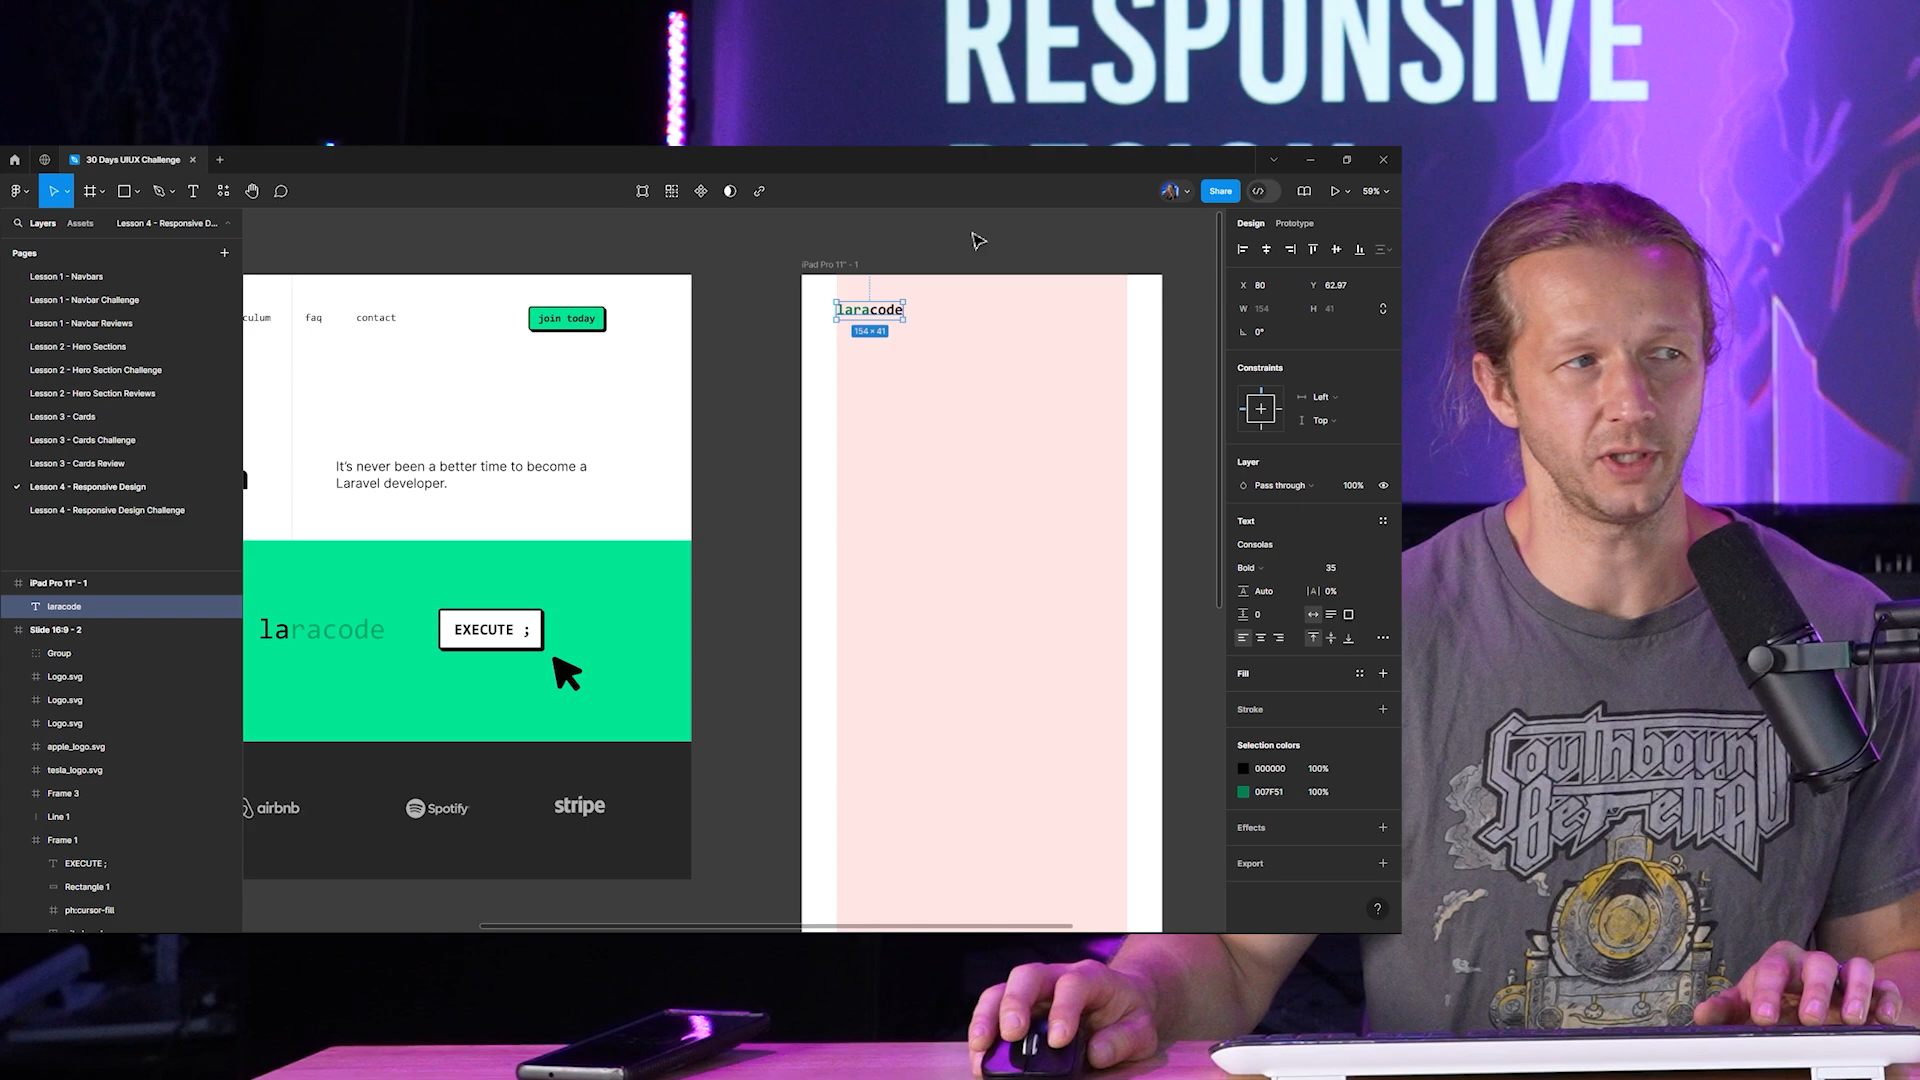 RESPONSIVE
DESIGN
30 Days UIUX Challenge
Share
59%
Layers
Assets
Lesson 4 - Responsive D...
Pages
Lesson 1 - Navbars
Lesson 1 - Navbar Challenge
Lesson 1 - Navbar Reviews
Lesson 2 - Hero Sections
Lesson 2 - Hero Section Challenge
Lesson 2 - Hero Section Reviews
Lesson 3 - Cards
Lesson 3 - Cards Challenge
Lesson 3 - Cards Review
Lesson 4 - Responsive Design
Lesson 4 - Responsive Design Challenge
iPad Pro 11" - 1
laracode
Slide 16:9 - 2
Group
Logo.svg
Logo.svg
Logo.svg
apple_logo.svg
tesla_logo.svg
Frame 3
Line 1
Frame 1
EXECUTE ;
Rectangle 1
ph:cursor-fill
culum
faq
contact
join today
It's never been a better time to become a
Laravel developer.
laracode
EXECUTE ;
airbnb
Spotify
stripe
iPad Pro 11" - 1
laracode
154 × 41
Design
Prototype
X 80
Y 62.97
W 154
H 41
0°
Constraints
Left
Top
Layer
Pass through
100%
Text
Consolas
Bold
35
Auto
0%
0
Fill
Stroke
Selection colors
000000
100%
007F51
100%
Effects
Export
?
Southbound
Beretta